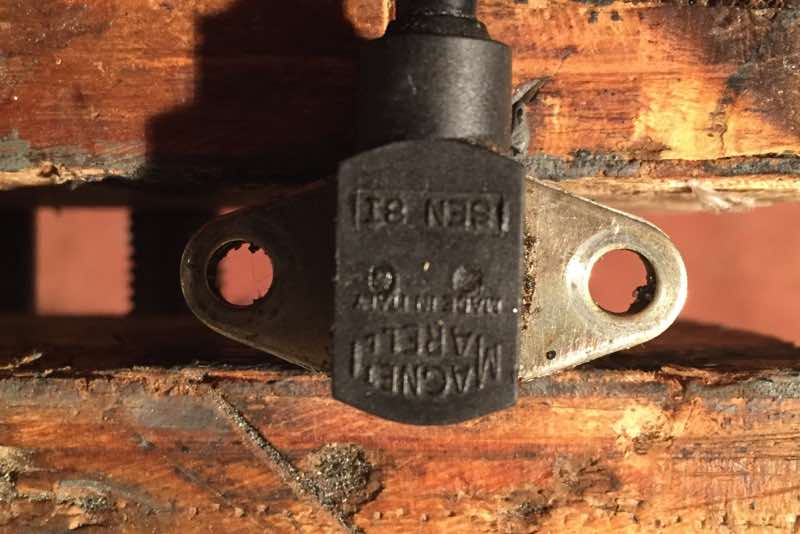 MAGNETI
MARELLI
MADE IN ITALY
SEN 8I